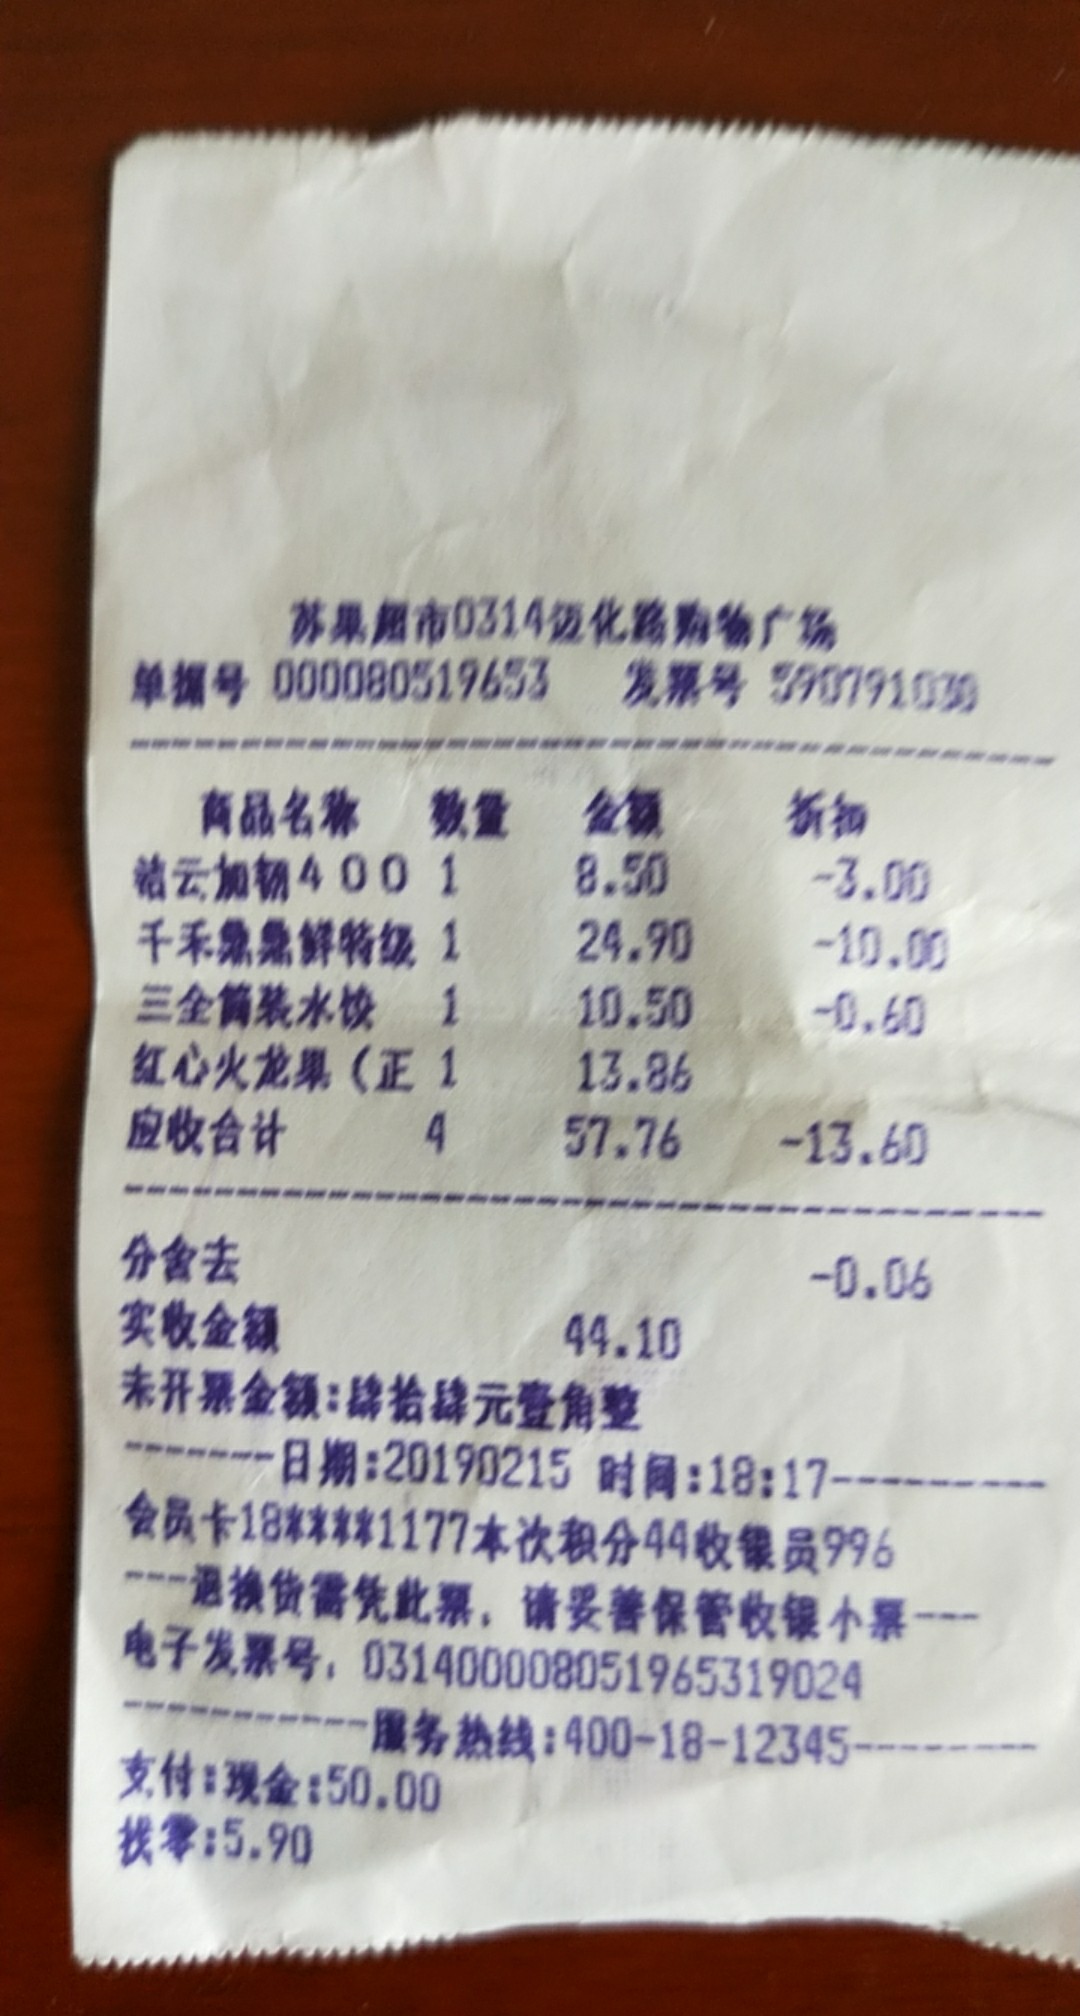 苏果超市0314迈化路购物广场
单据号 000080519653 发票号 590791030
商品名称 数量 金额 折扣
洁云加韧４００ 1 8.50 -3.00
千禾鼎鼎鲜特级 1 24.90 -10.00
三全筒装水饺 1 10.50 -0.60
红心火龙果（正 1 13.86
应收合计 4 57.76 -13.60
分舍去 -0.06
实收金额 44.10
未开票金额:肆拾肆元壹角整
-------日期:20190215 时间:18:17---------
会员卡18****1177本次积分44收银员996
---退换货需凭此票，请妥善保管收银小票---
电子发票号，031400008051965319024
-----------服务热线:400-18-12345--------
支付:现金:50.00
找零:5.90